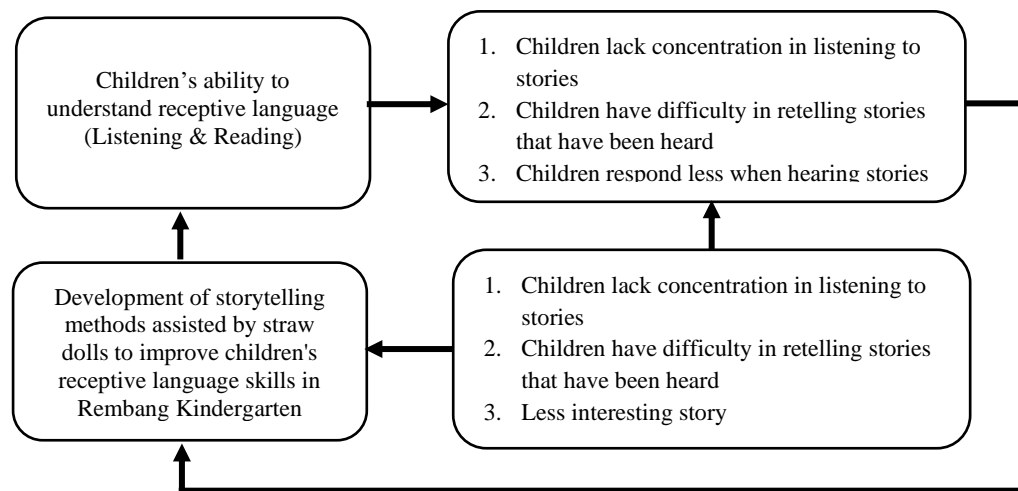 Children’s ability to
understand receptive language
(Listening & Reading)
1. Children lack concentration in listening to
stories
2. Children have difficulty in retelling stories
that have been heard
3. Children respond less when hearing stories
Development of storytelling
methods assisted by straw
dolls to improve children's
receptive language skills in
Rembang Kindergarten
1. Children lack concentration in listening to
stories
2. Children have difficulty in retelling stories
that have been heard
3. Less interesting story